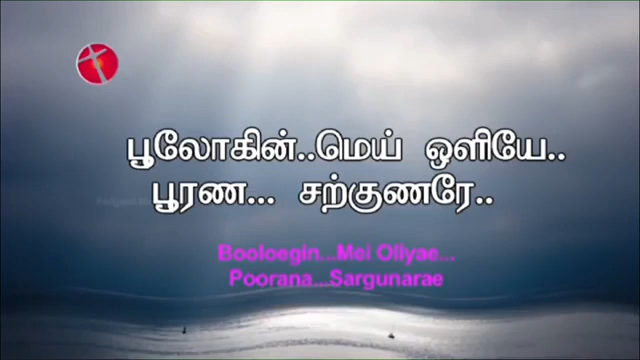 பூலோகின்..மெய் ஒளியே..
பூரண... சற்குணரே..
Booloegin...Mei Oliyae...
Poorana...Sargunarae